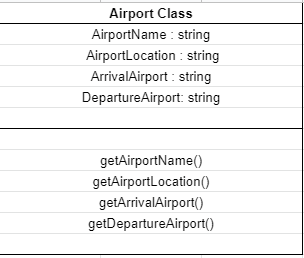 Airport Class
AirportName : string
AirportLocation : string
ArrivalAirport : string
DepartureAirport: string
getAirportName()
getAirportLocation()
getArrivalAirport()
getDepartureAirport()